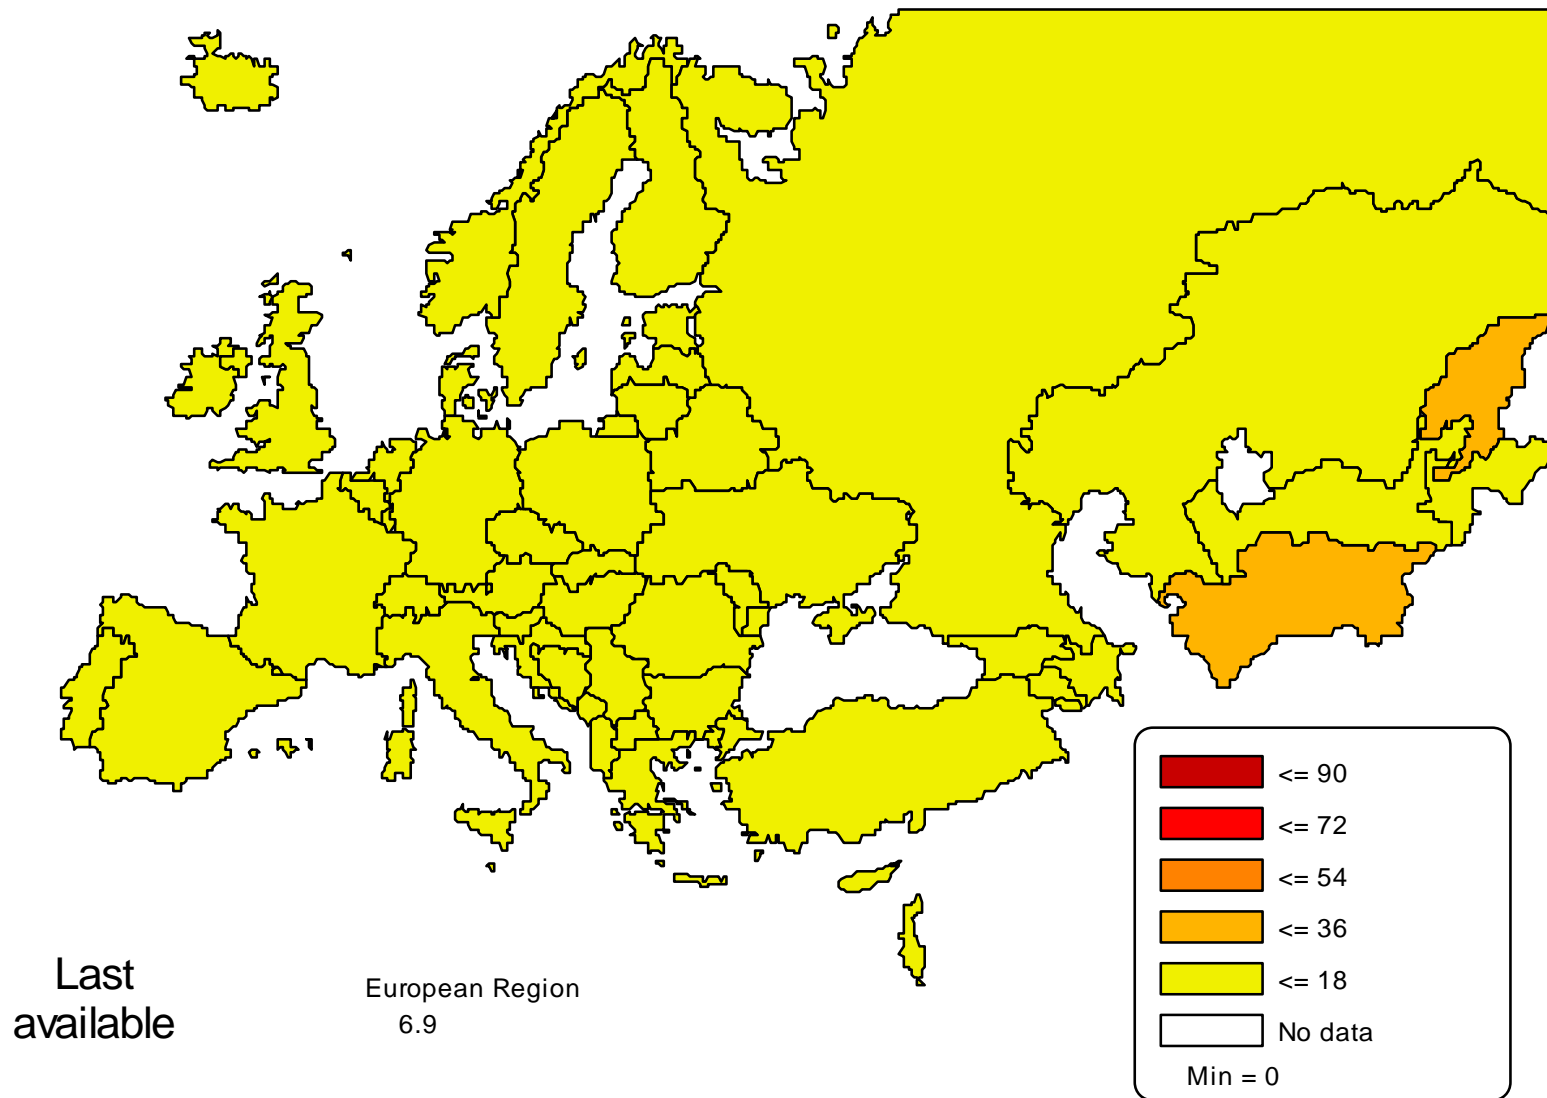 <= 90
<= 72
<= 54
<= 36
<= 18
No data
Min = 0
Last
available
European Region
6.9